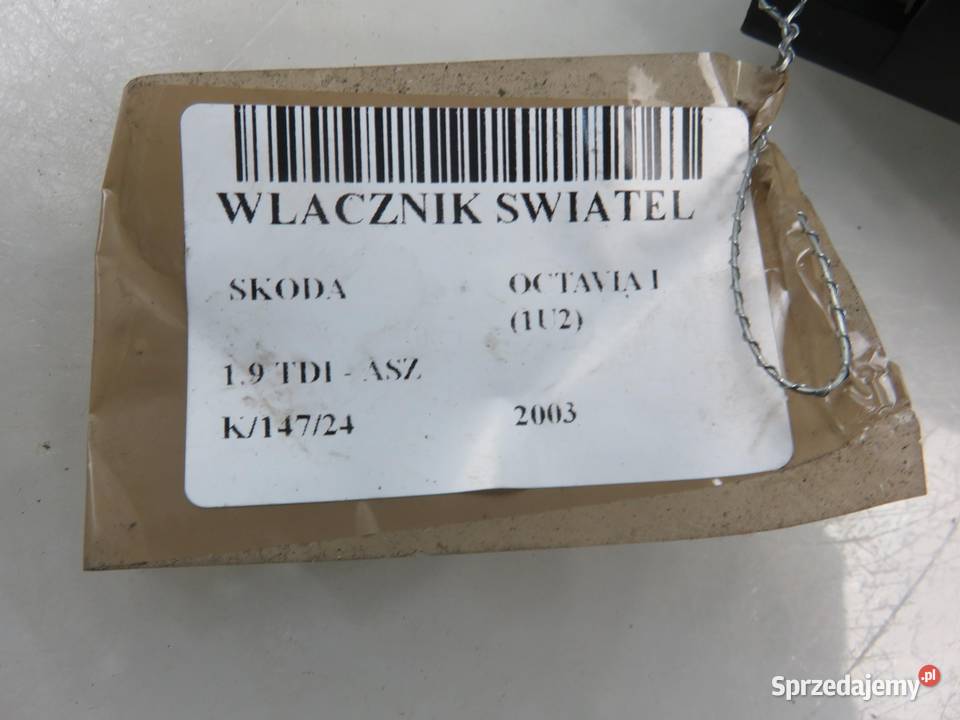 WLACZNIK SWIATEL
SKODA OCTAVIA I
(1U2)
1.9 TDI - ASZ
K/147/24 2003
Sprzedajemy.pl